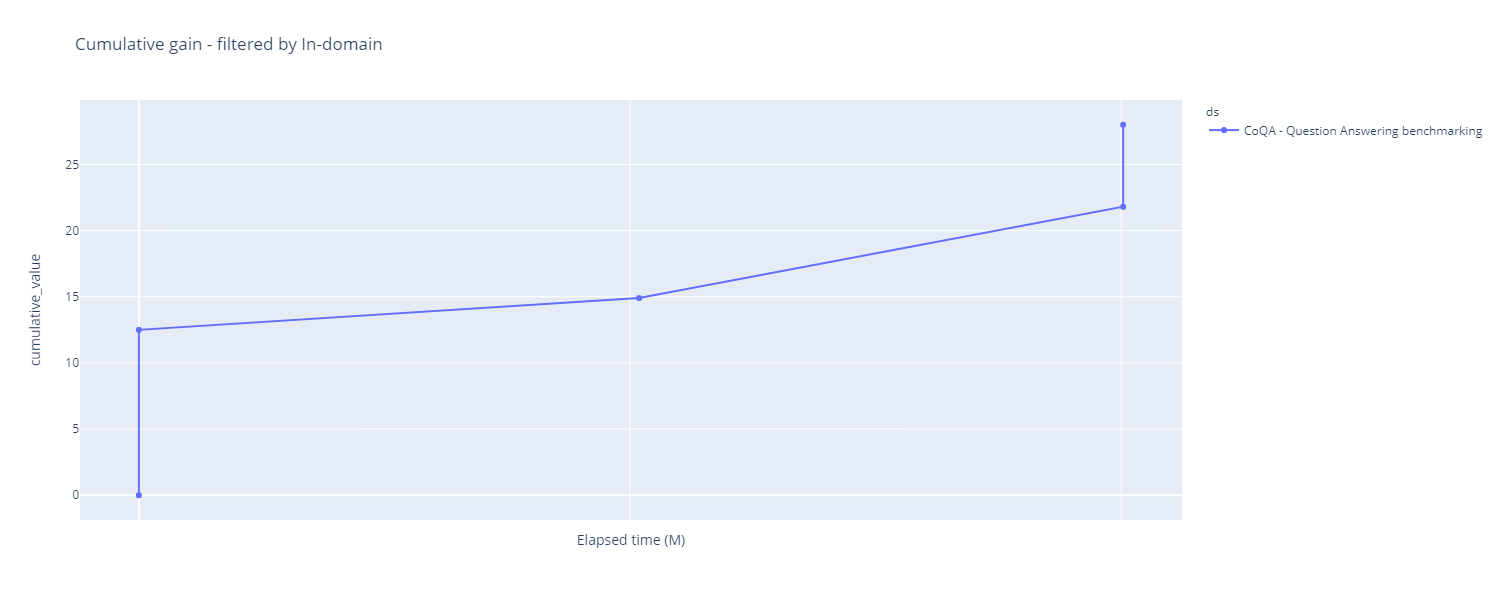 Cumulative gain - filtered by In-domain
ds
CoQA - Question Answering benchmarking
25
20
15
10
5
0
cumulative_value
Elapsed time (M)